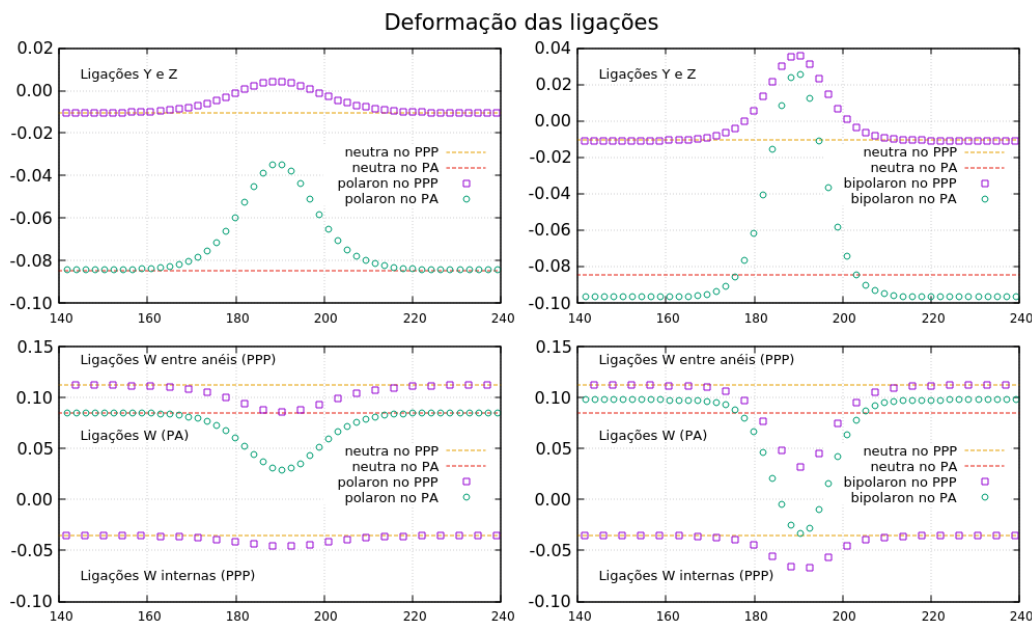 Deformação das ligações
0.02
0.00
-0.02
-0.04
-0.06
-0.08
-0.10
Ligações Y e Z
neutra no PPP
neutra no PA
polaron no PPP
polaron no PA
140 160 180 200 220 240
0.04
0.02
0.00
-0.02
-0.04
-0.06
-0.08
-0.10
Ligações Y e Z
neutra no PPP
neutra no PA
bipolaron no PPP
bipolaron no PA
140 160 180 200 220 240
0.15
0.10
0.05
0.00
-0.05
-0.10
Ligações W entre anéis (PPP)
Ligações W (PA)
neutra no PPP
neutra no PA
polaron no PPP
polaron no PA
Ligações W internas (PPP)
140 160 180 200 220 240
0.15
0.10
0.05
0.00
-0.05
-0.10
Ligações W entre anéis (PPP)
Ligações W (PA)
neutra no PPP
neutra no PA
bipolaron no PPP
bipolaron no PA
Ligações W internas (PPP)
140 160 180 200 220 240